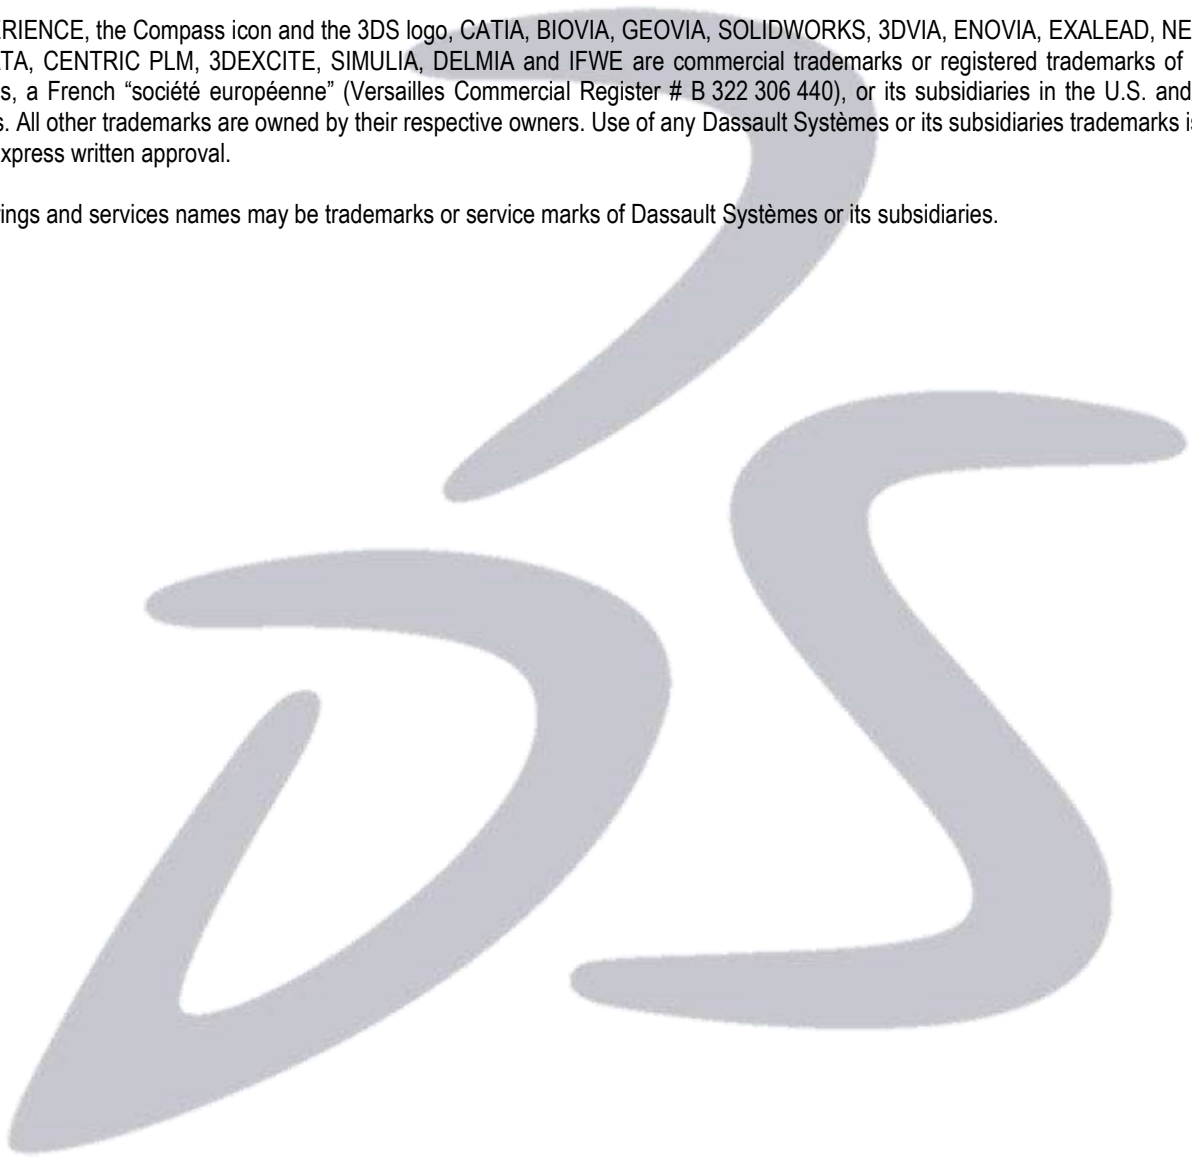 RIENCE, the Compass icon and the 3DS logo, CATIA, BIOVIA, GEOVIA, SOLIDWORKS, 3DVIA, ENOVIA, EXALEAD, NE
TA, CENTRIC PLM, 3DEXCITE, SIMULIA, DELMIA and IFWE are commercial trademarks or registered trademarks of
s, a French “société européenne” (Versailles Commercial Register # B 322 306 440), or its subsidiaries in the U.S. and
s. All other trademarks are owned by their respective owners. Use of any Dassault Systèmes or its subsidiaries trademarks is
xpress written approval.
ings and services names may be trademarks or service marks of Dassault Systèmes or its subsidiaries.